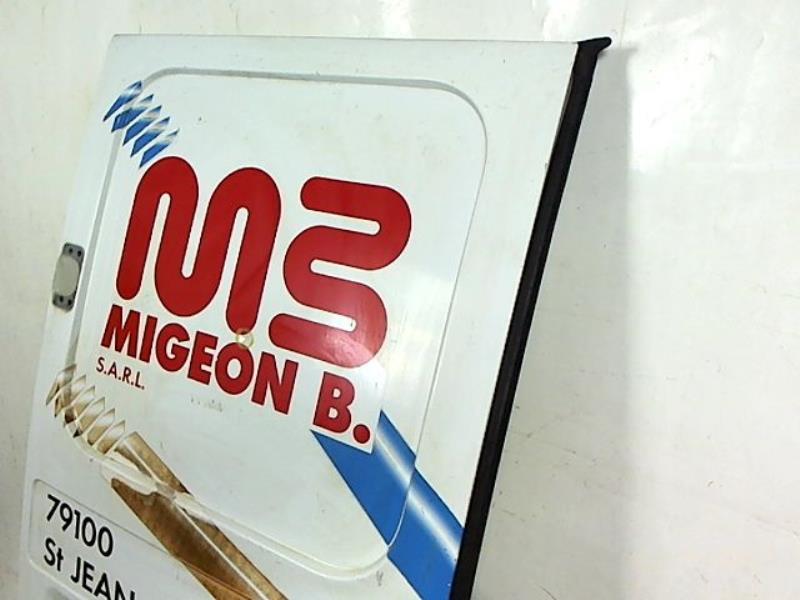 MB
MIGEON B.
S.A.R.L.
79100
St JEAN